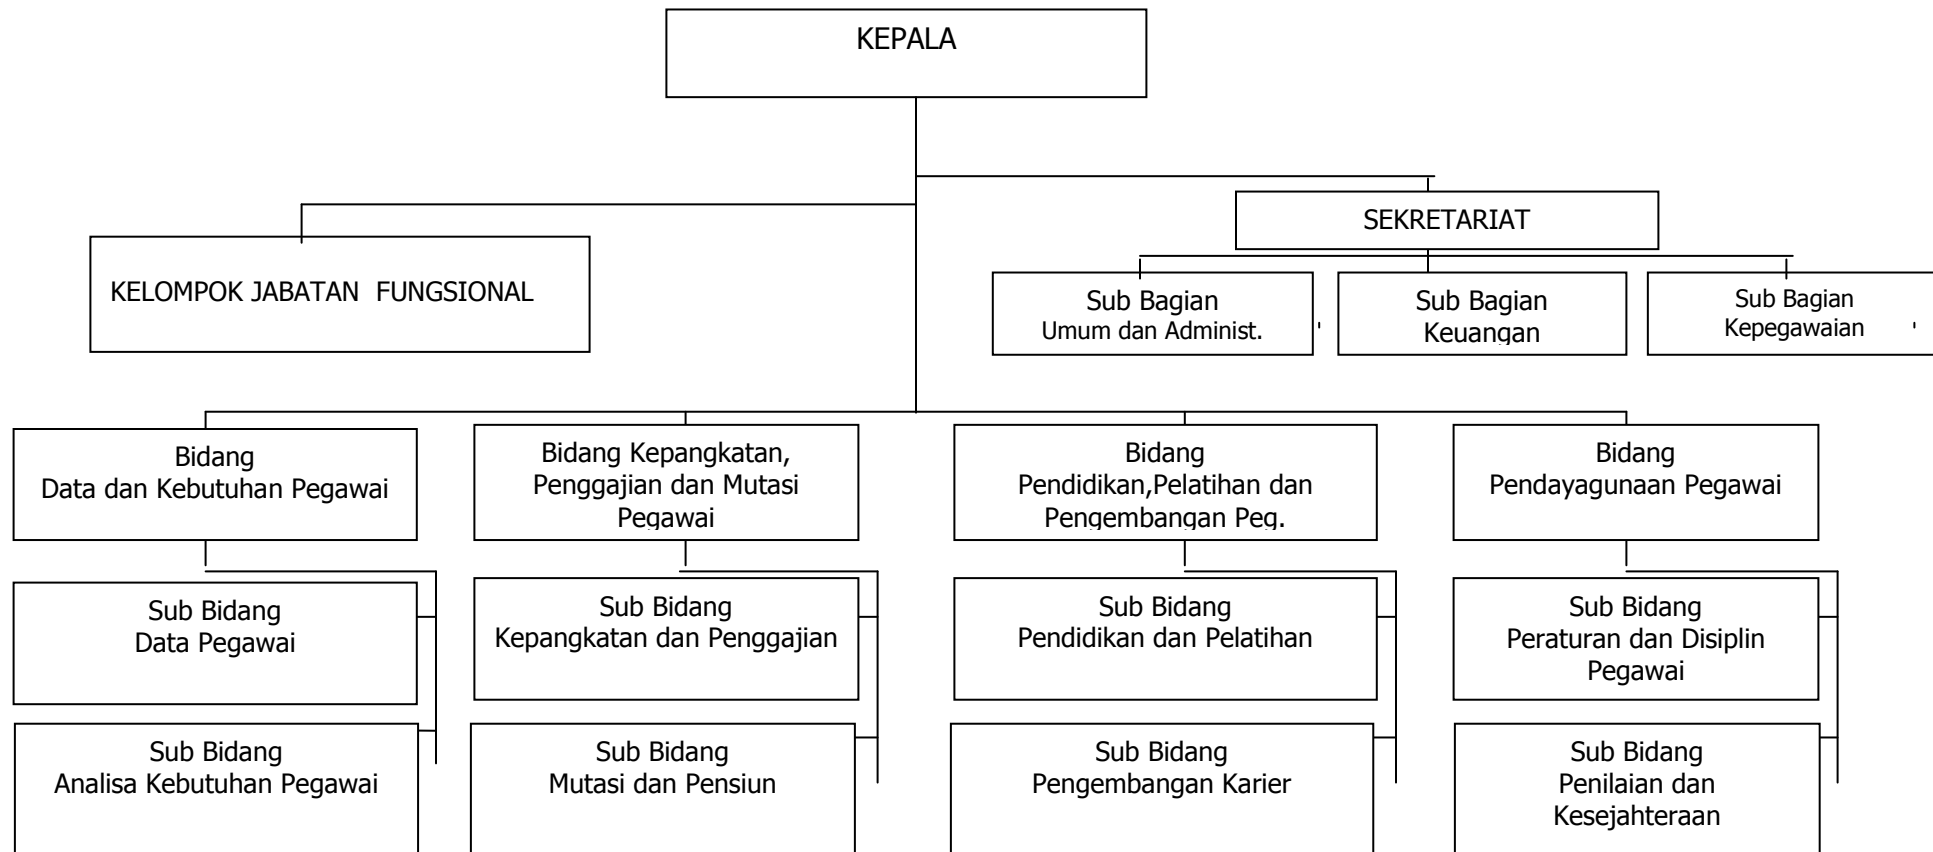 KEPALA
SEKRETARIAT
KELOMPOK JABATAN  FUNGSIONAL
Sub Bagian
Umum dan Administ.
Sub Bagian
Keuangan
Sub Bagian
Kepegawaian
Bidang
Data dan Kebutuhan Pegawai
Bidang Kepangkatan,
Penggajian dan Mutasi
Pegawai
Bidang
Pendidikan,Pelatihan dan
Pengembangan Peg.
Bidang
Pendayagunaan Pegawai
Sub Bidang
Data Pegawai
Sub Bidang
Kepangkatan dan Penggajian
Sub Bidang
Pendidikan dan Pelatihan
Sub Bidang
Peraturan dan Disiplin
Pegawai
Sub Bidang
Analisa Kebutuhan Pegawai
Sub Bidang
Mutasi dan Pensiun
Sub Bidang
Pengembangan Karier
Sub Bidang
Penilaian dan
Kesejahteraan